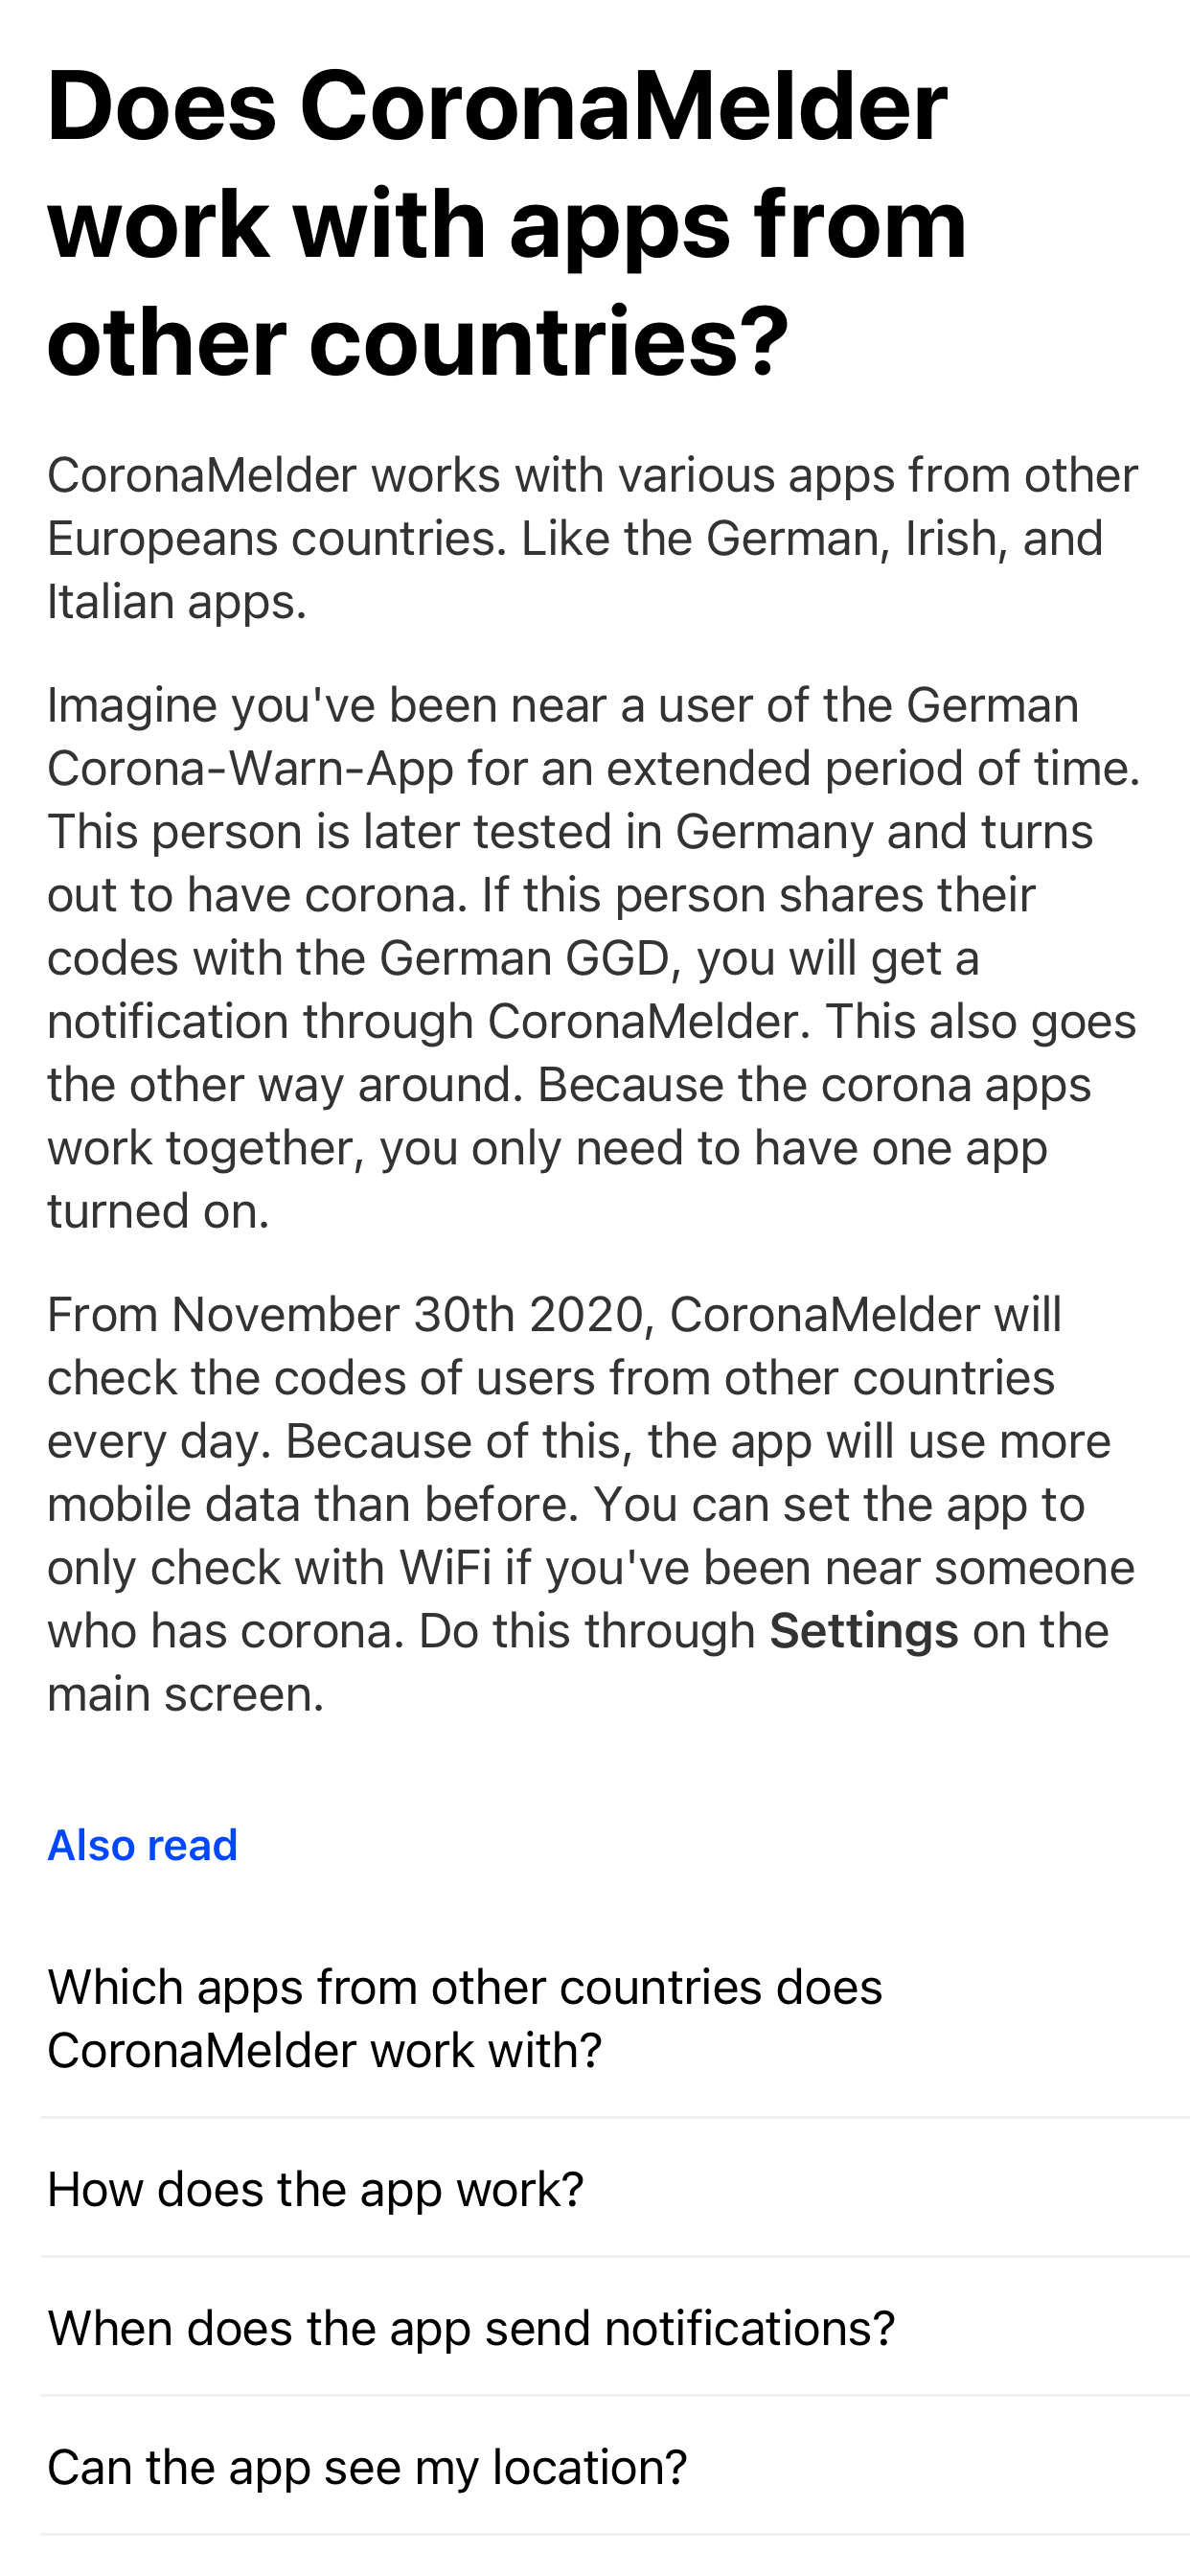 Does CoronaMelder
work with apps from
other countries?
CoronaMelder works with various apps from other
Europeans countries. Like the German, Irish, and
Italian apps.
Imagine you've been near a user of the German
Corona-Warn-App for an extended period of time.
This person is later tested in Germany and turns
out to have corona. If this person shares their
codes with the German GGD, you will get a
notification through CoronaMelder. This also goes
the other way around. Because the corona apps
work together, you only need to have one app
turned on.
From November 30th 2020, CoronaMelder will
check the codes of users from other countries
every day. Because of this, the app will use more
mobile data than before. You can set the app to
only check with WiFi if you've been near someone
who has corona. Do this through Settings on the
main screen.
Also read
Which apps from other countries does
CoronaMelder work with?
How does the app work?
When does the app send notifications?
Can the app see my location?